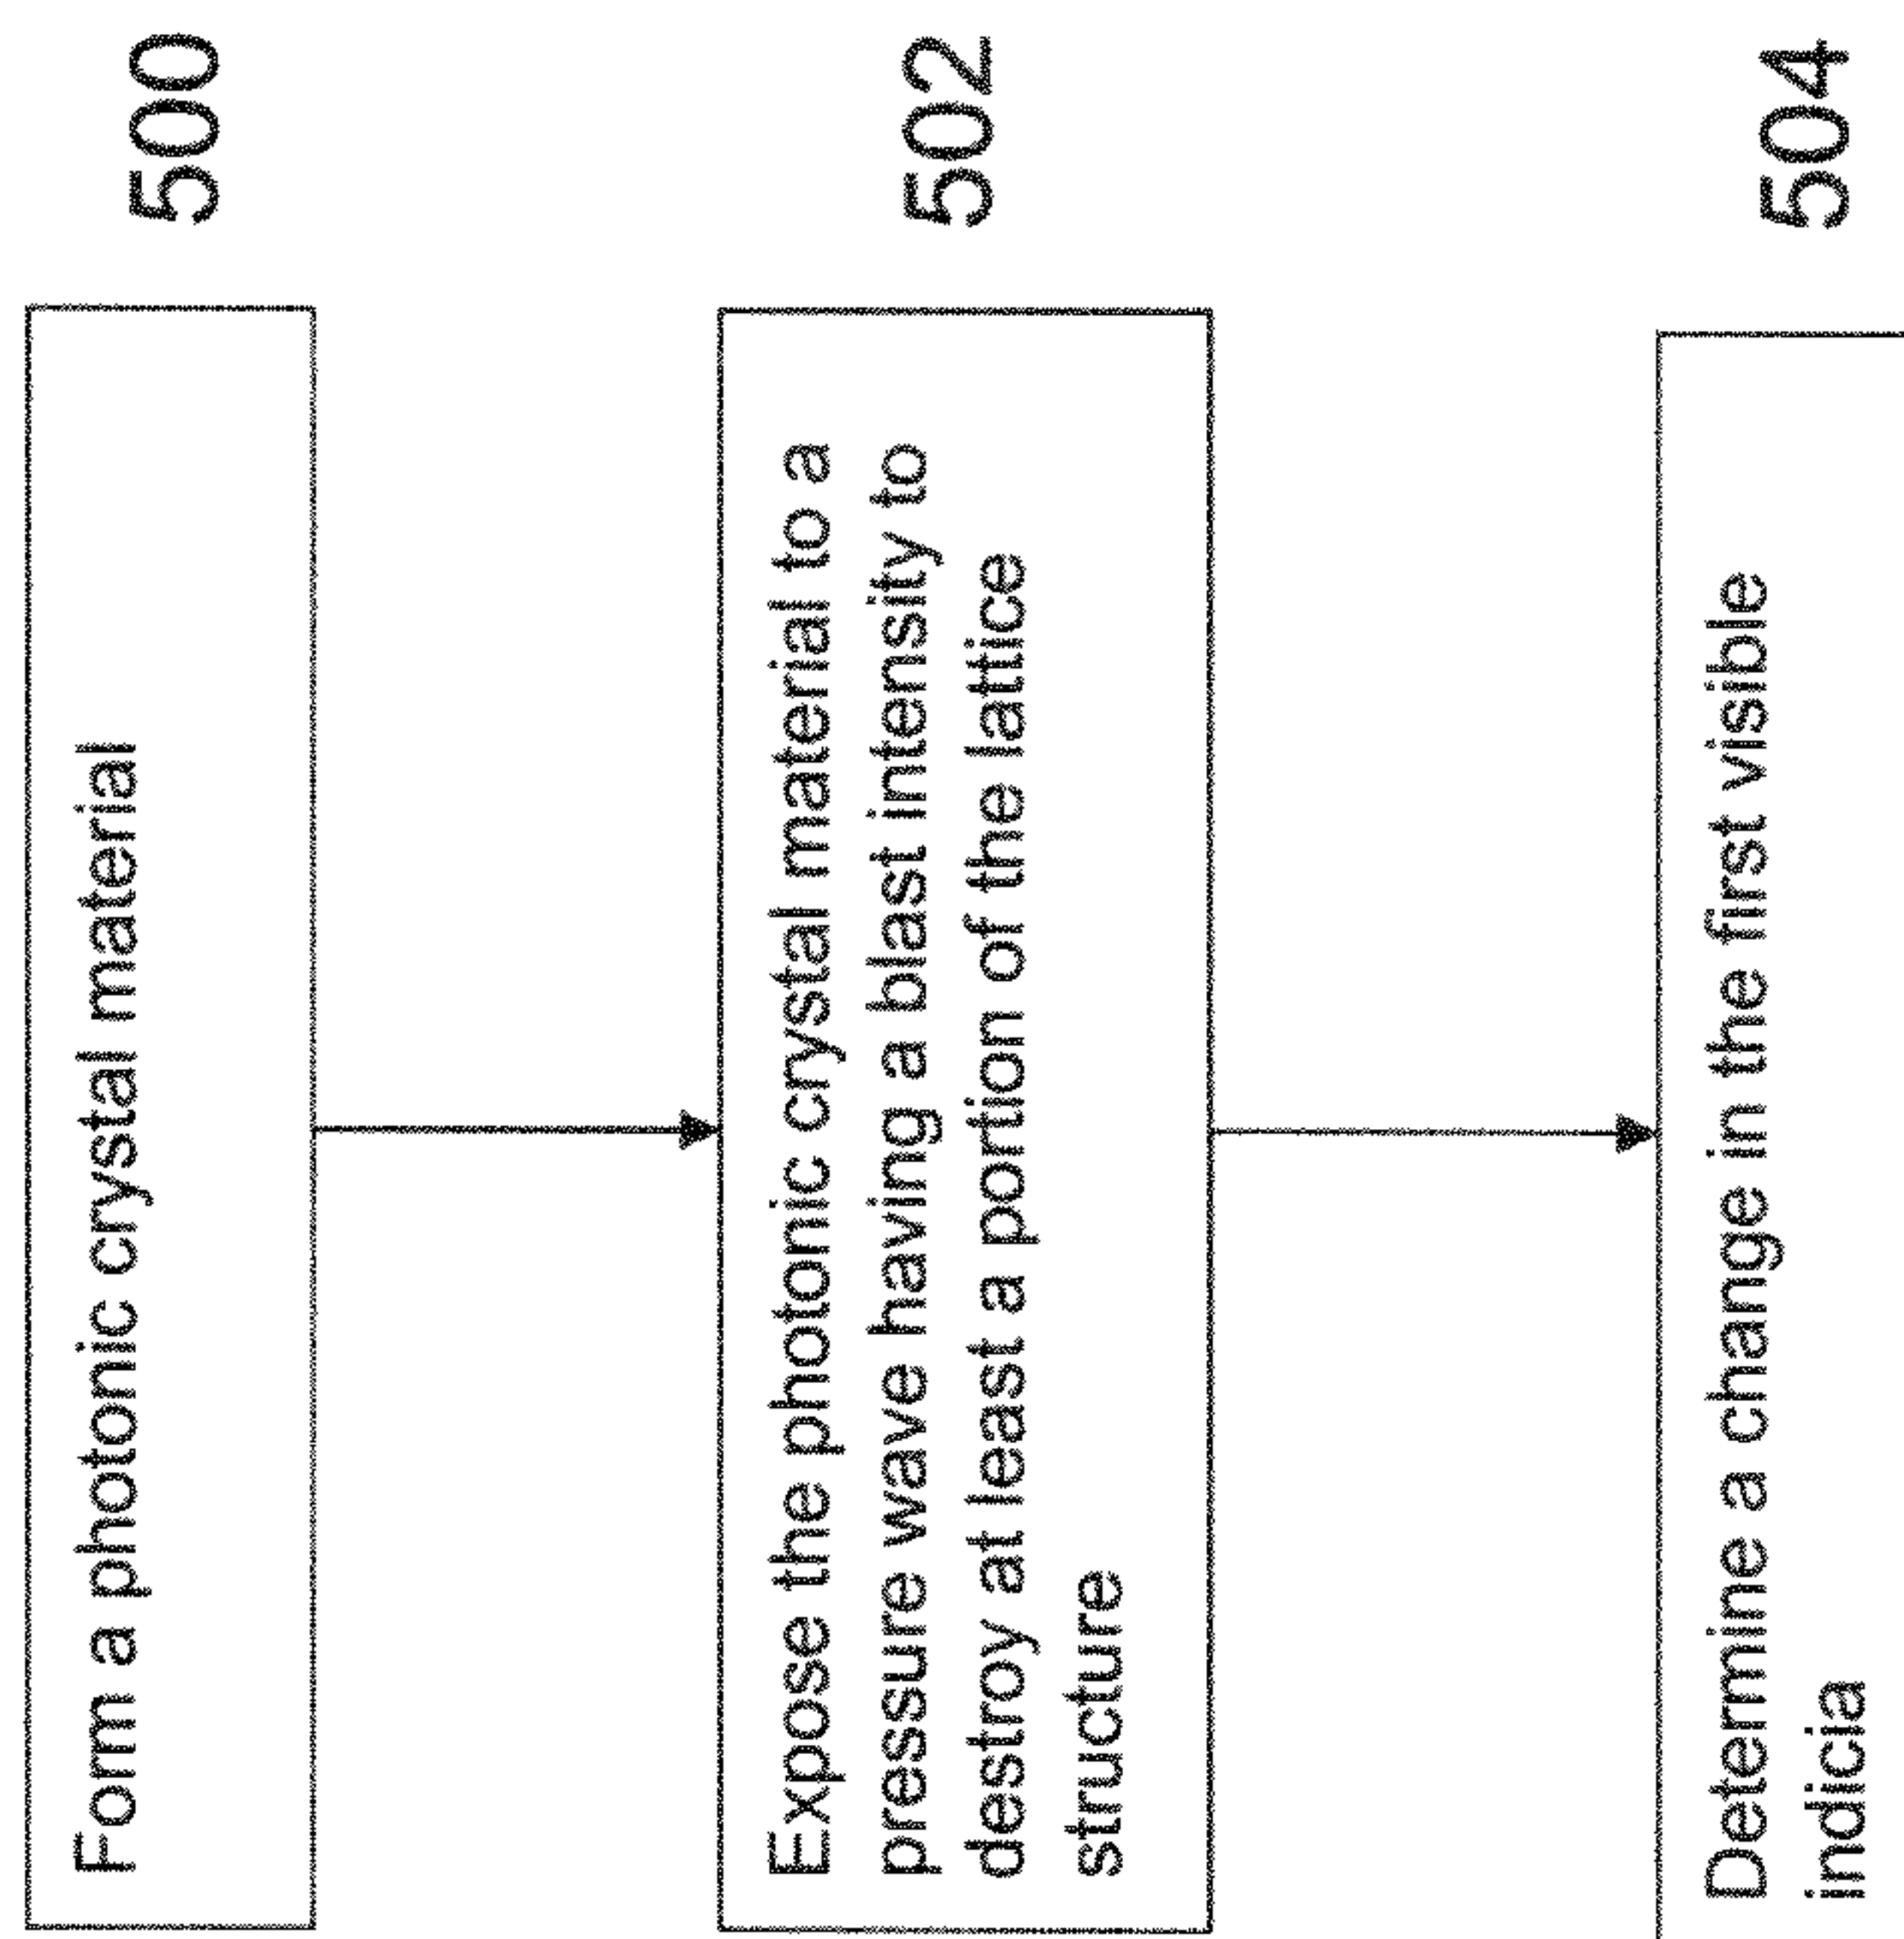 Form a photonic crystal material
500
Expose the photonic crystal material to a
pressure wave having a blast intensity to
destroy at least a portion of the lattice
structure
502
Determine a change in the first visible
indicia
504